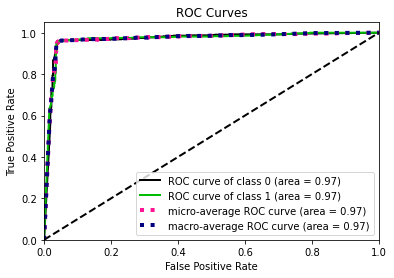 ROC Curves
True Positive Rate
1.0
0.8
0.6
0.4
0.2
0.0
ROC curve of class 0 (area = 0.97)
ROC curve of class 1 (area = 0.97)
micro-average ROC curve (area = 0.97)
macro-average ROC curve (area = 0.97)
0.0 0.2 0.4 0.6 0.8 1.0
False Positive Rate